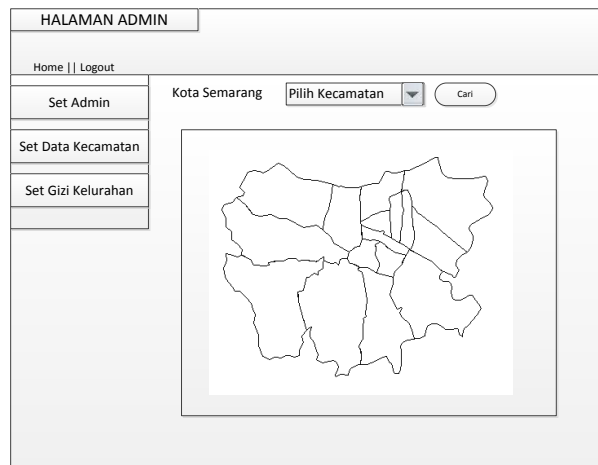 HALAMAN ADMIN
Home || Logout
Set Admin
Set Data Kecamatan
Set Gizi Kelurahan
Kota Semarang
Pilih Kecamatan
Cari